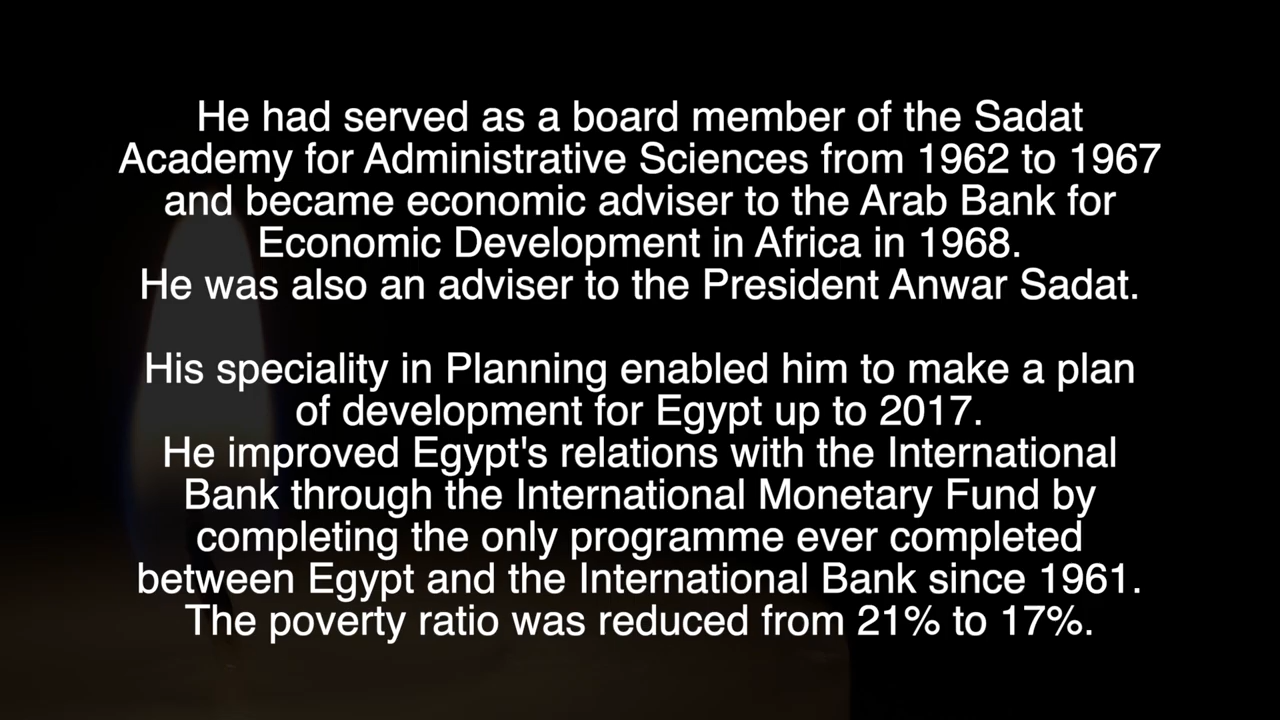 He had served as a board member of the Sadat
Academy for Administrative Sciences from 1962 to 1967
and became economic adviser to the Arab Bank for
Economic Development in Africa in 1968.
He was also an adviser to the President Anwar Sadat.
His speciality in Planning enabled him to make a plan
of development for Egypt up to 2017.
He improved Egypt's relations with the International
Bank through the International Monetary Fund by
completing the only programme ever completed
between Egypt and the International Bank since 1961.
The poverty ratio was reduced from 21% to 17%.